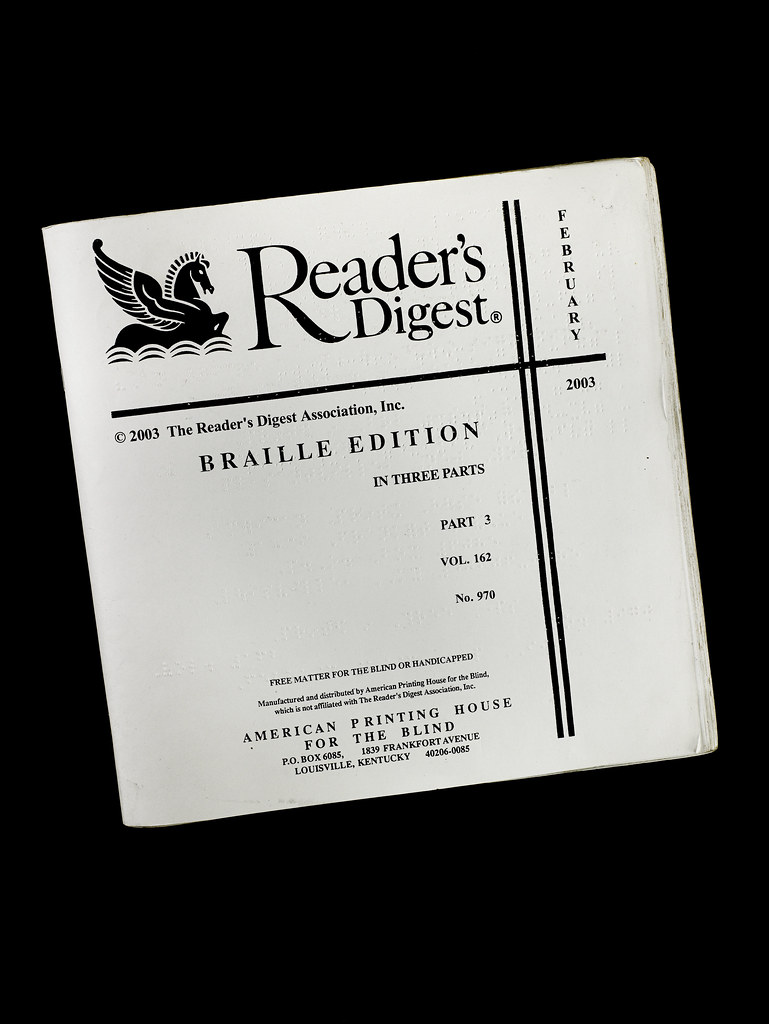 Reader's
Digest®
FEBRUARY
2003
© 2003 The Reader's Digest Association, Inc.
BRAILLE EDITION
IN THREE PARTS
PART 3
VOL. 162
No. 970
FREE MATTER FOR THE BLIND OR HANDICAPPED
Manufactured and distributed by American Printing House for the Blind,
which is not affiliated with The Reader's Digest Association, Inc.
AMERICAN PRINTING HOUSE
FOR THE BLIND
P.O. BOX 6085, 1839 FRANKFORT AVENUE
LOUISVILLE, KENTUCKY 40206-0085